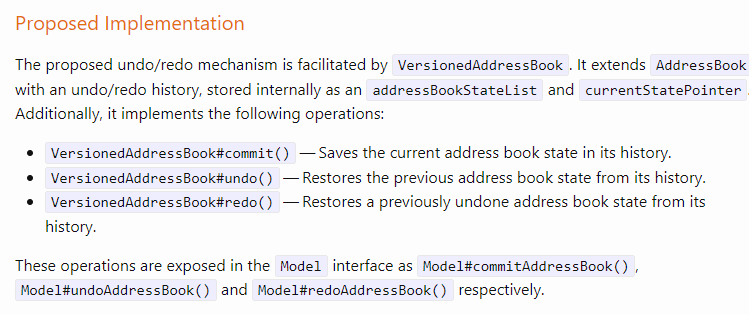 Proposed Implementation
The proposed undo/redo mechanism is facilitated by VersionedAddressBook. It extends AddressBook
with an undo/redo history, stored internally as an addressBookStateList and currentStatePointer.
Additionally, it implements the following operations:
• VersionedAddressBook#commit() — Saves the current address book state in its history.
• VersionedAddressBook#undo() — Restores the previous address book state from its history.
• VersionedAddressBook#redo() — Restores a previously undone address book state from its
history.
These operations are exposed in the Model interface as Model#commitAddressBook(),
Model#undoAddressBook() and Model#redoAddressBook() respectively.